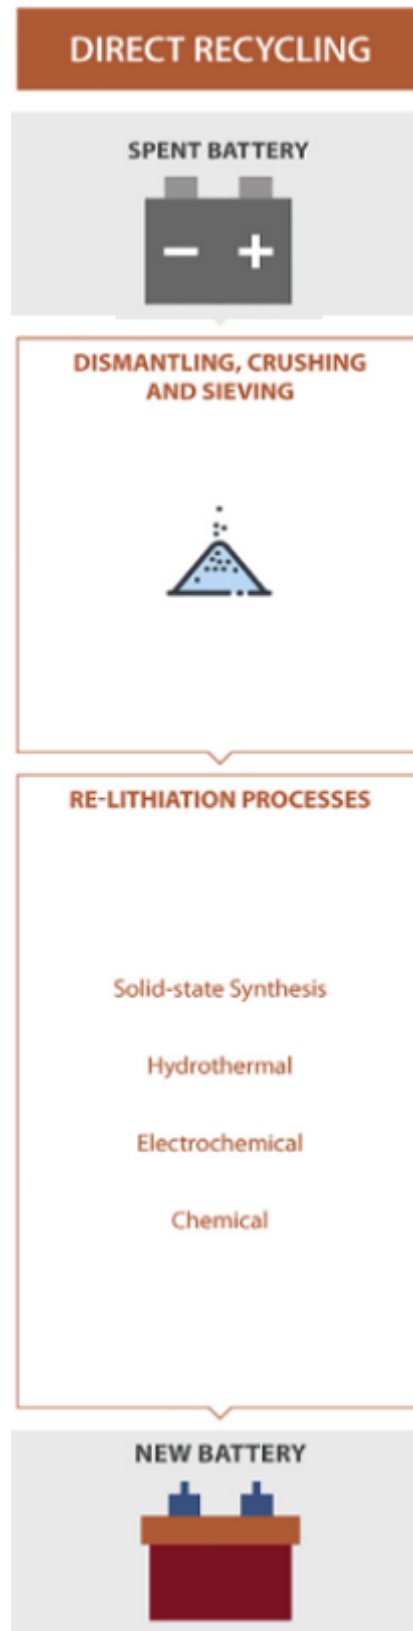 DIRECT RECYCLING
SPENT BATTERY
− +
DISMANTLING, CRUSHING
AND SIEVING
RE-LITHIATION PROCESSES
Solid-state Synthesis
Hydrothermal
Electrochemical
Chemical
NEW BATTERY